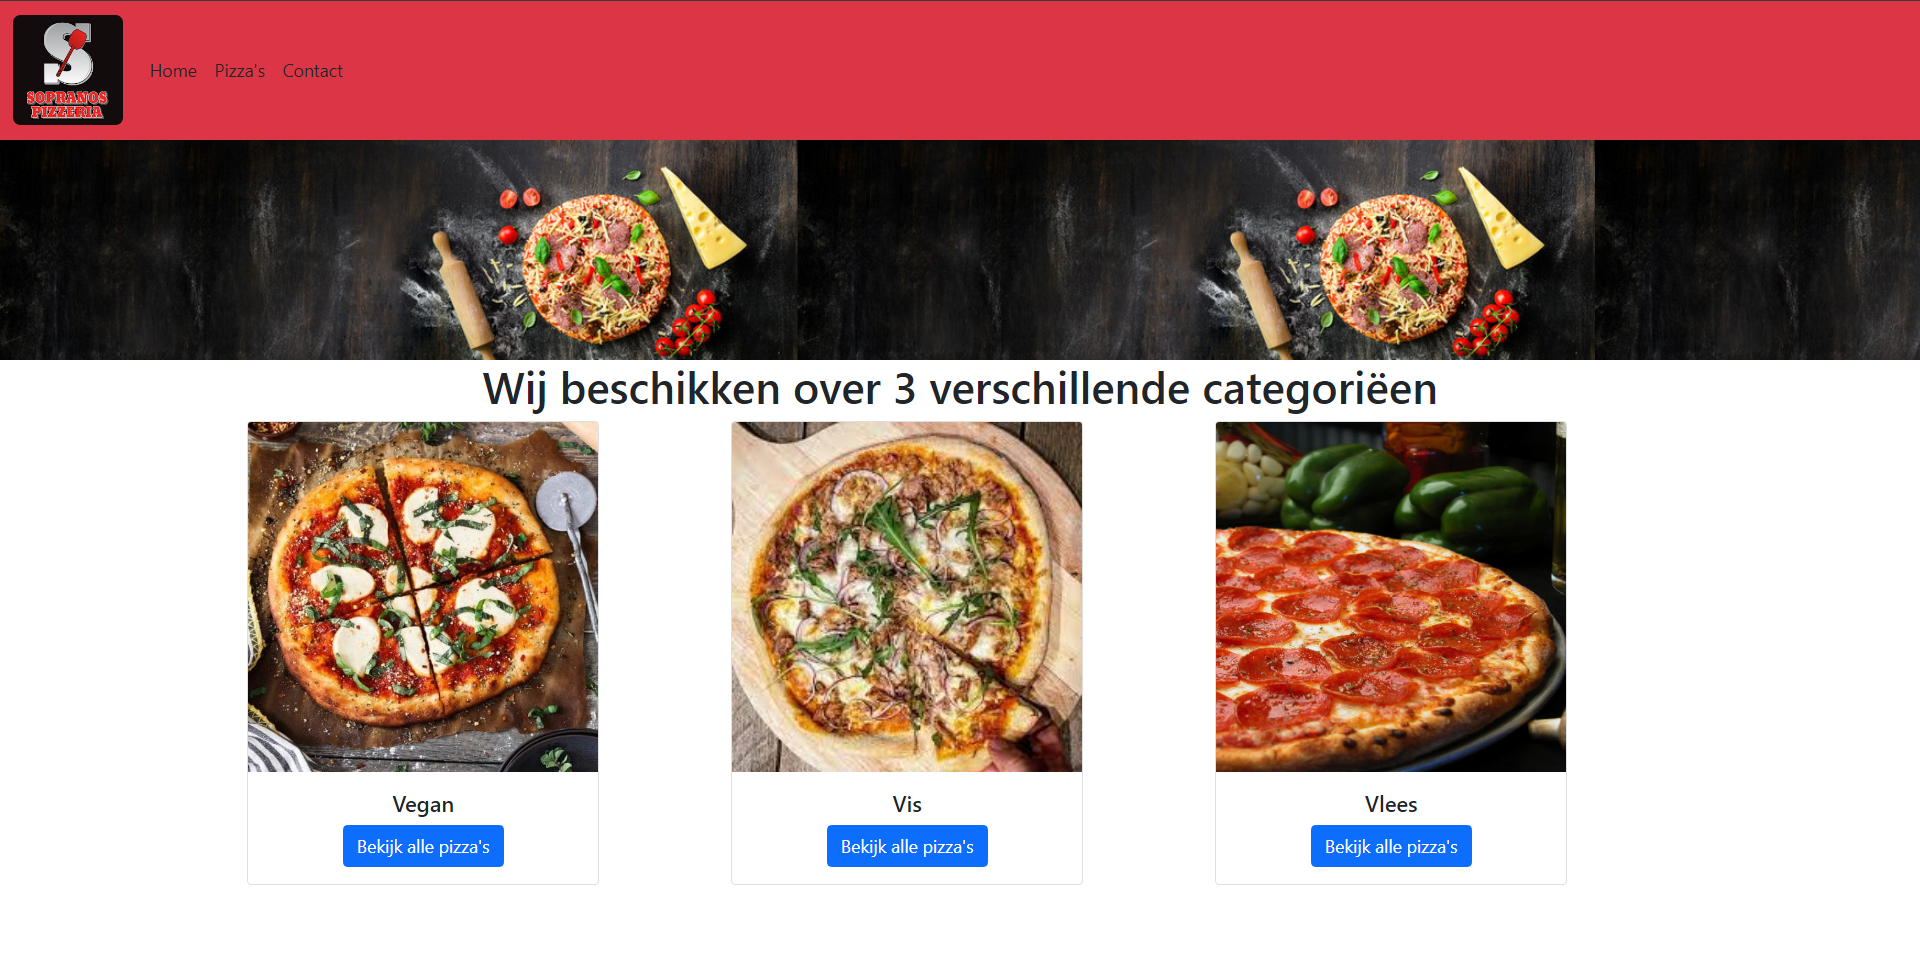 SOPRANOS
PIZZERIA
Home Pizza's Contact
Wij beschikken over 3 verschillende categorieën
Vegan
Bekijk alle pizza's
Vis
Bekijk alle pizza's
Vlees
Bekijk alle pizza's